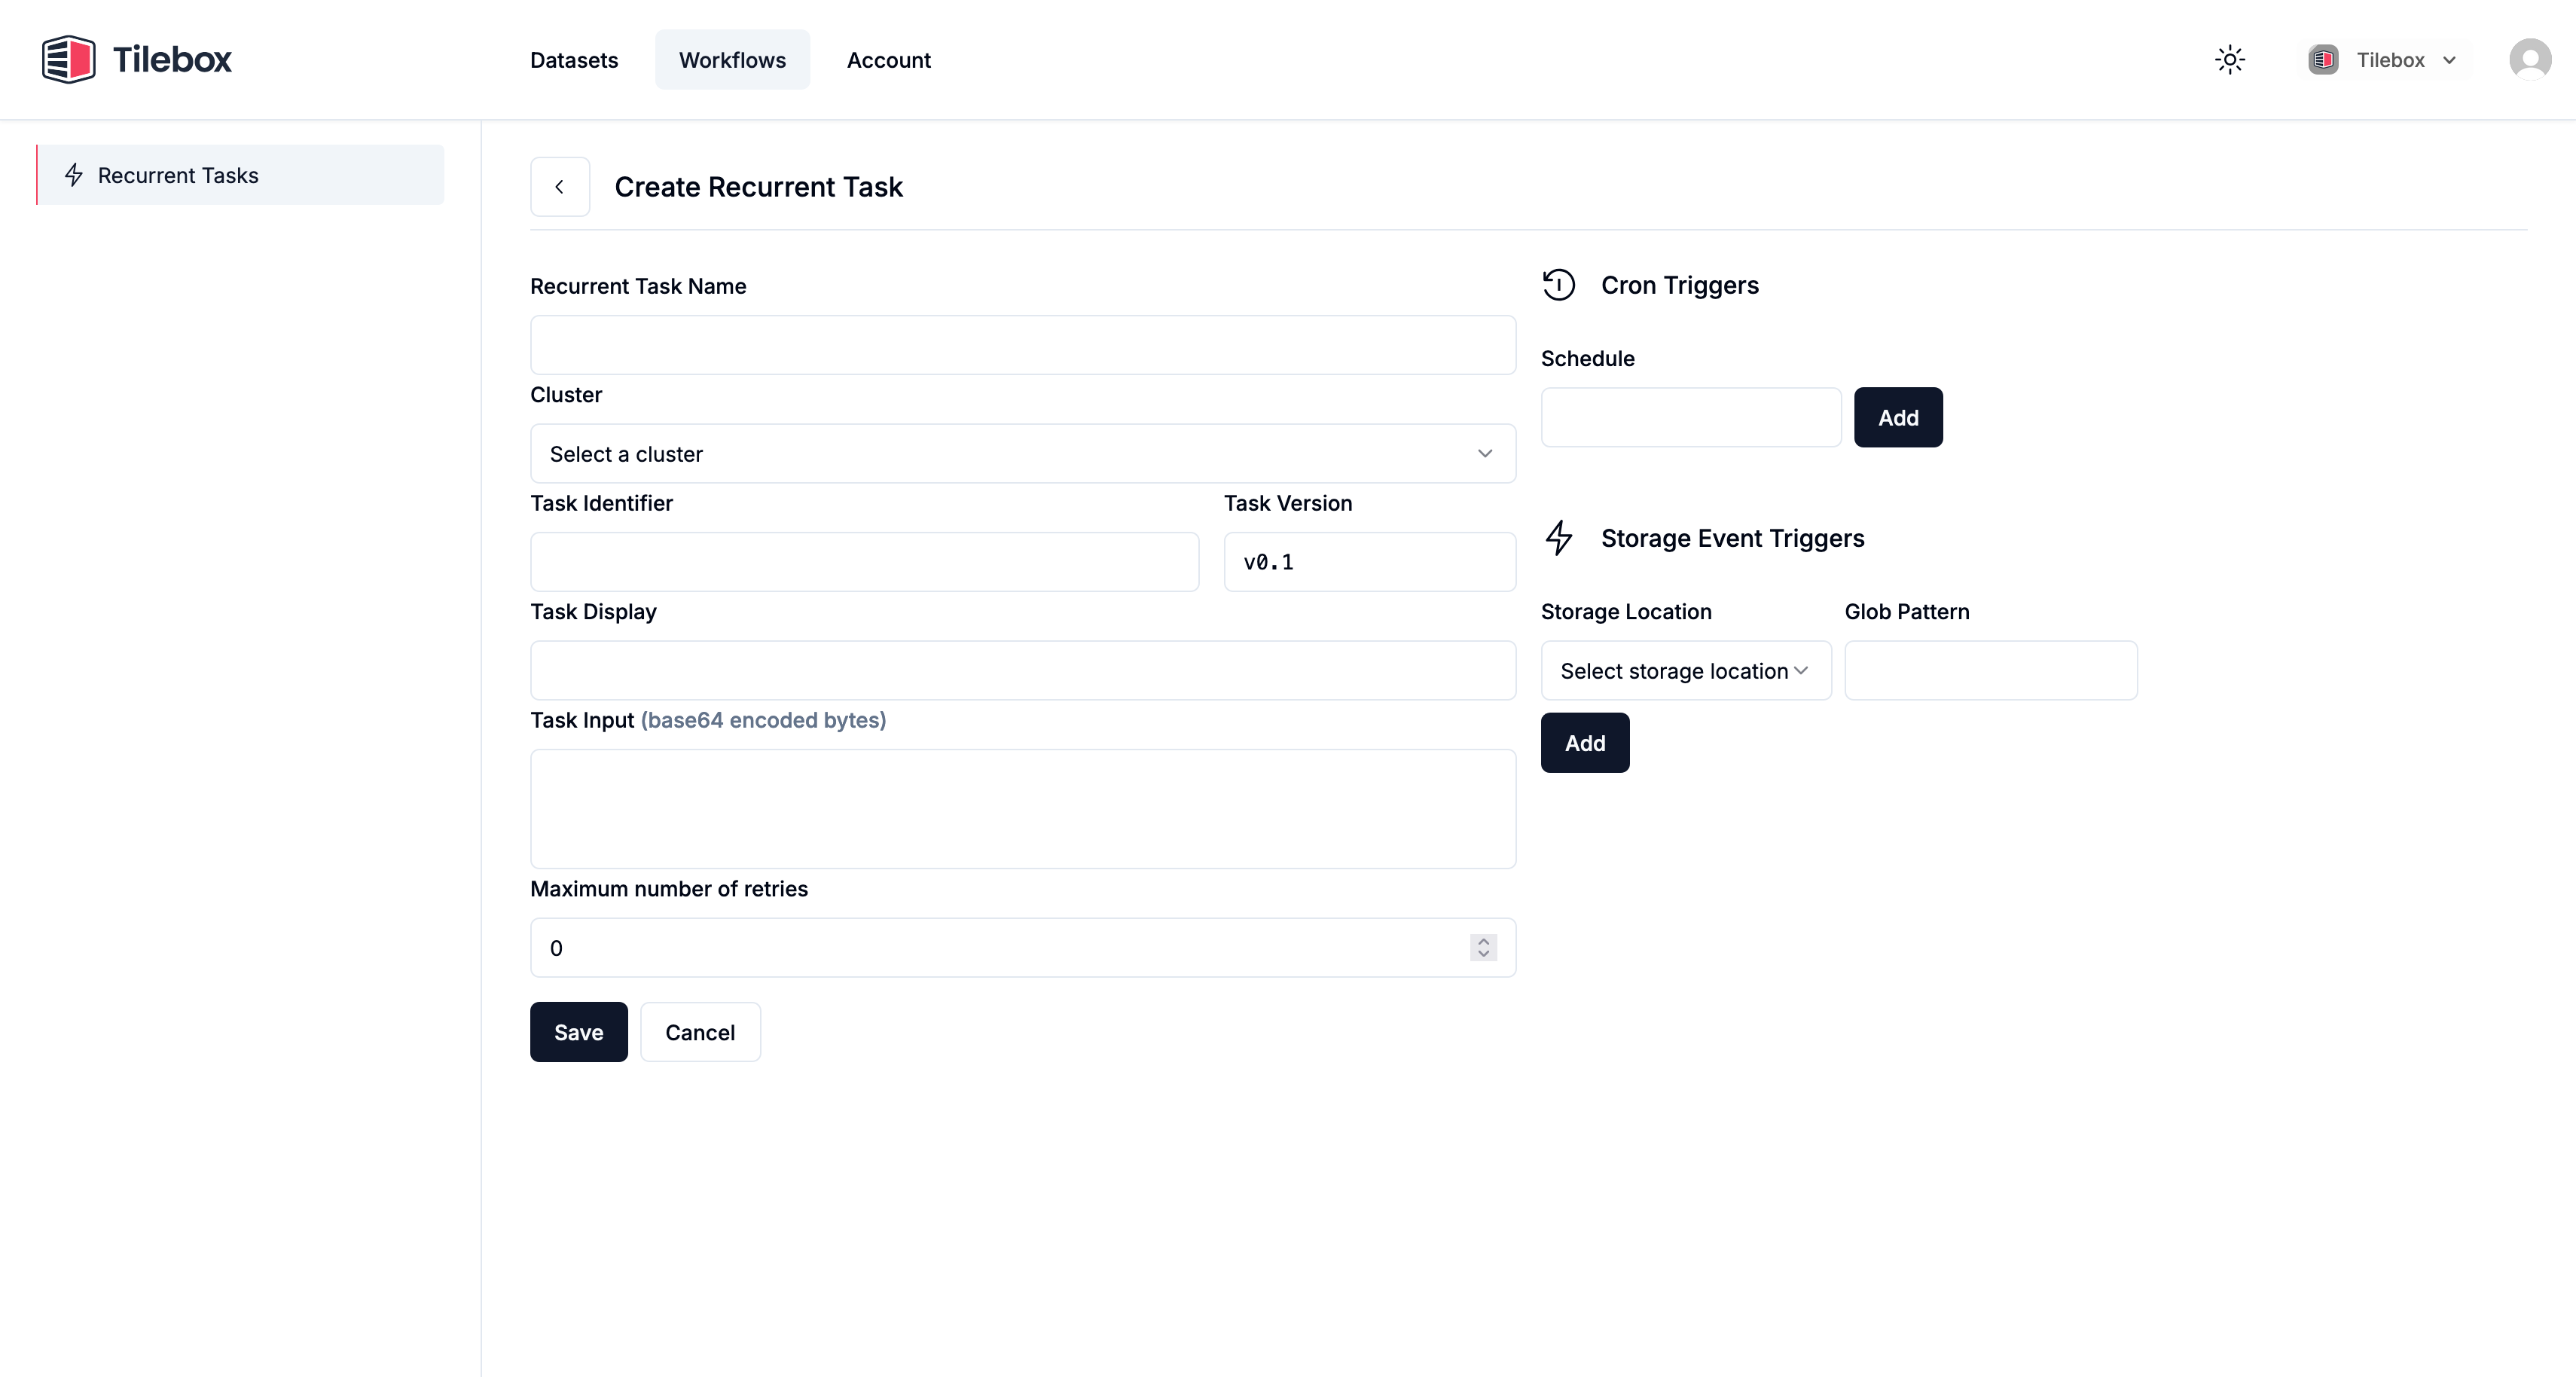 Tilebox
Datasets
Workflows
Account
Tilebox
Recurrent Tasks
Create Recurrent Task
Recurrent Task Name
Cluster
Select a cluster
Task Identifier
Task Version
v0.1
Task Display
Task Input (base64 encoded bytes)
Maximum number of retries
0
Save
Cancel
Cron Triggers
Schedule
Add
Storage Event Triggers
Storage Location
Glob Pattern
Select storage location
Add